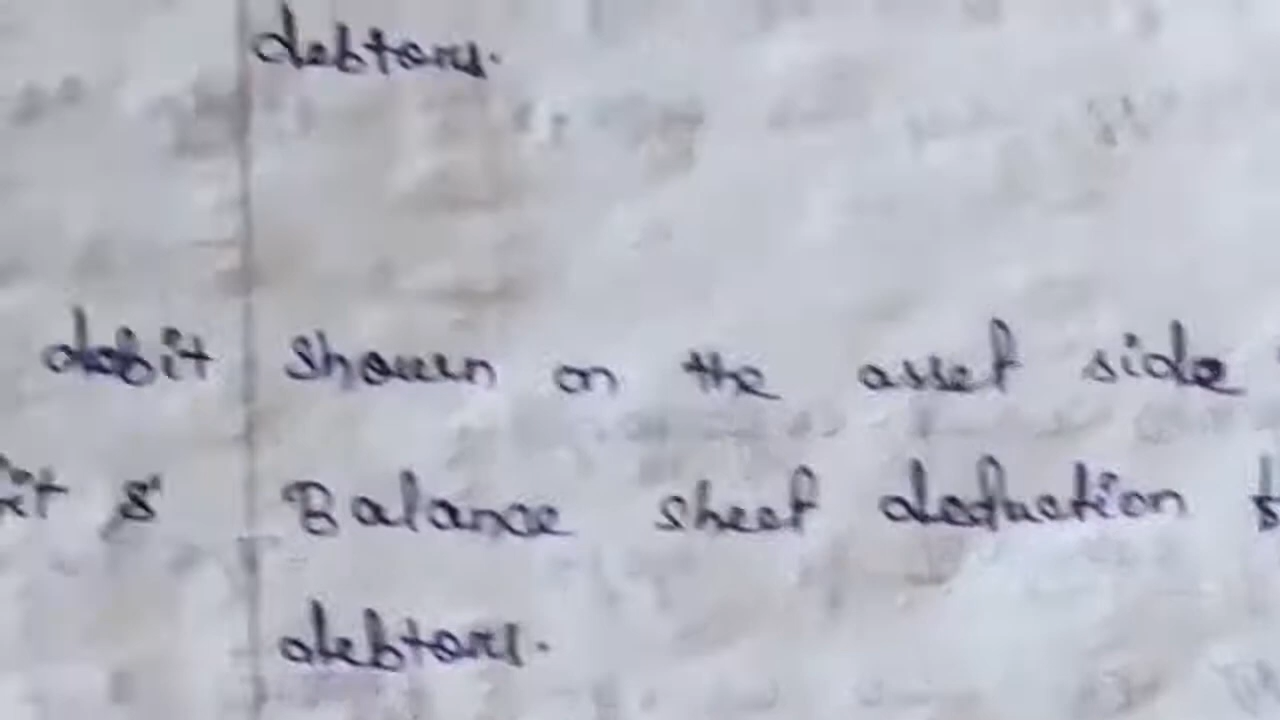 debtors.
debit shown on the asset side
& Balance sheet deduction
debtors.